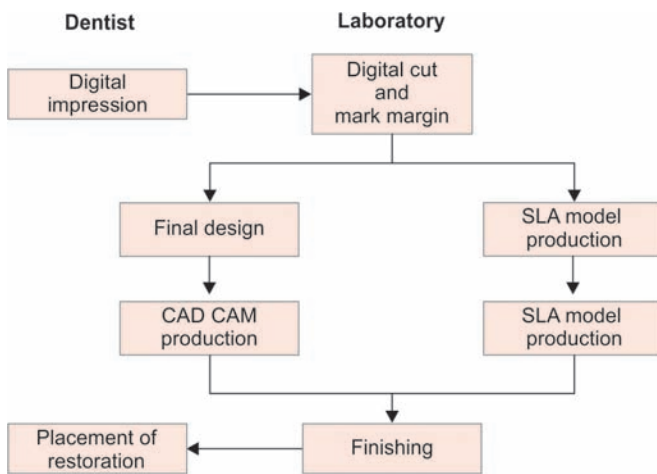 Dentist
Laboratory
Digital
impression
Digital cut
and
mark margin
Final design
SLA model
production
CAD CAM
production
SLA model
production
Placement of
restoration
Finishing